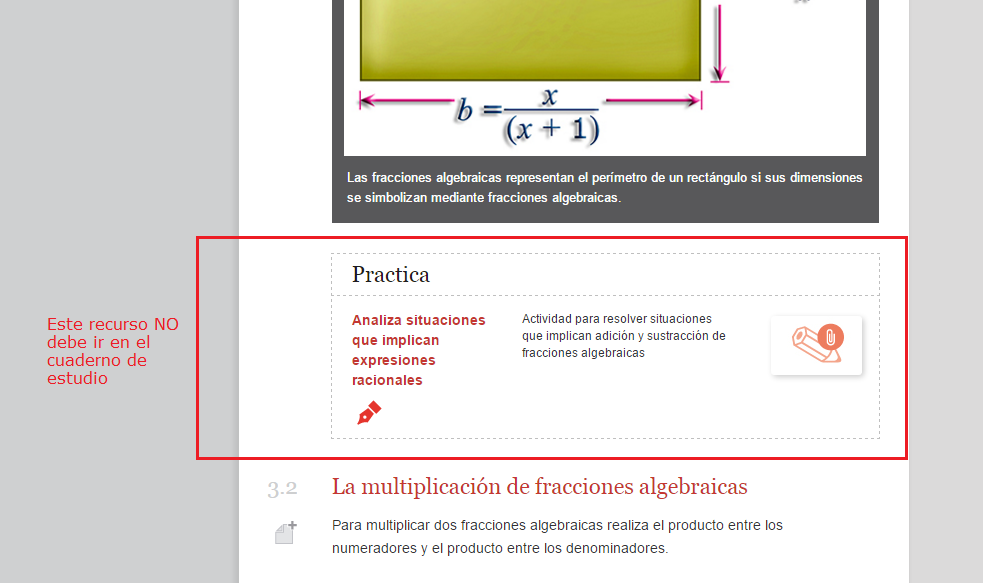 b = x
(x + 1)
Las fracciones algebraicas representan el perímetro de un rectángulo si sus dimensiones
se simbolizan mediante fracciones algebraicas.
Este recurso NO
debe ir en el
cuaderno de
estudio
Practica
Analiza situaciones
que implican
expresiones
racionales
Actividad para resolver situaciones
que implican adición y sustracción de
fracciones algebraicas
3.2
La multiplicación de fracciones algebraicas
Para multiplicar dos fracciones algebraicas realiza el producto entre los
numeradores y el producto entre los denominadores.